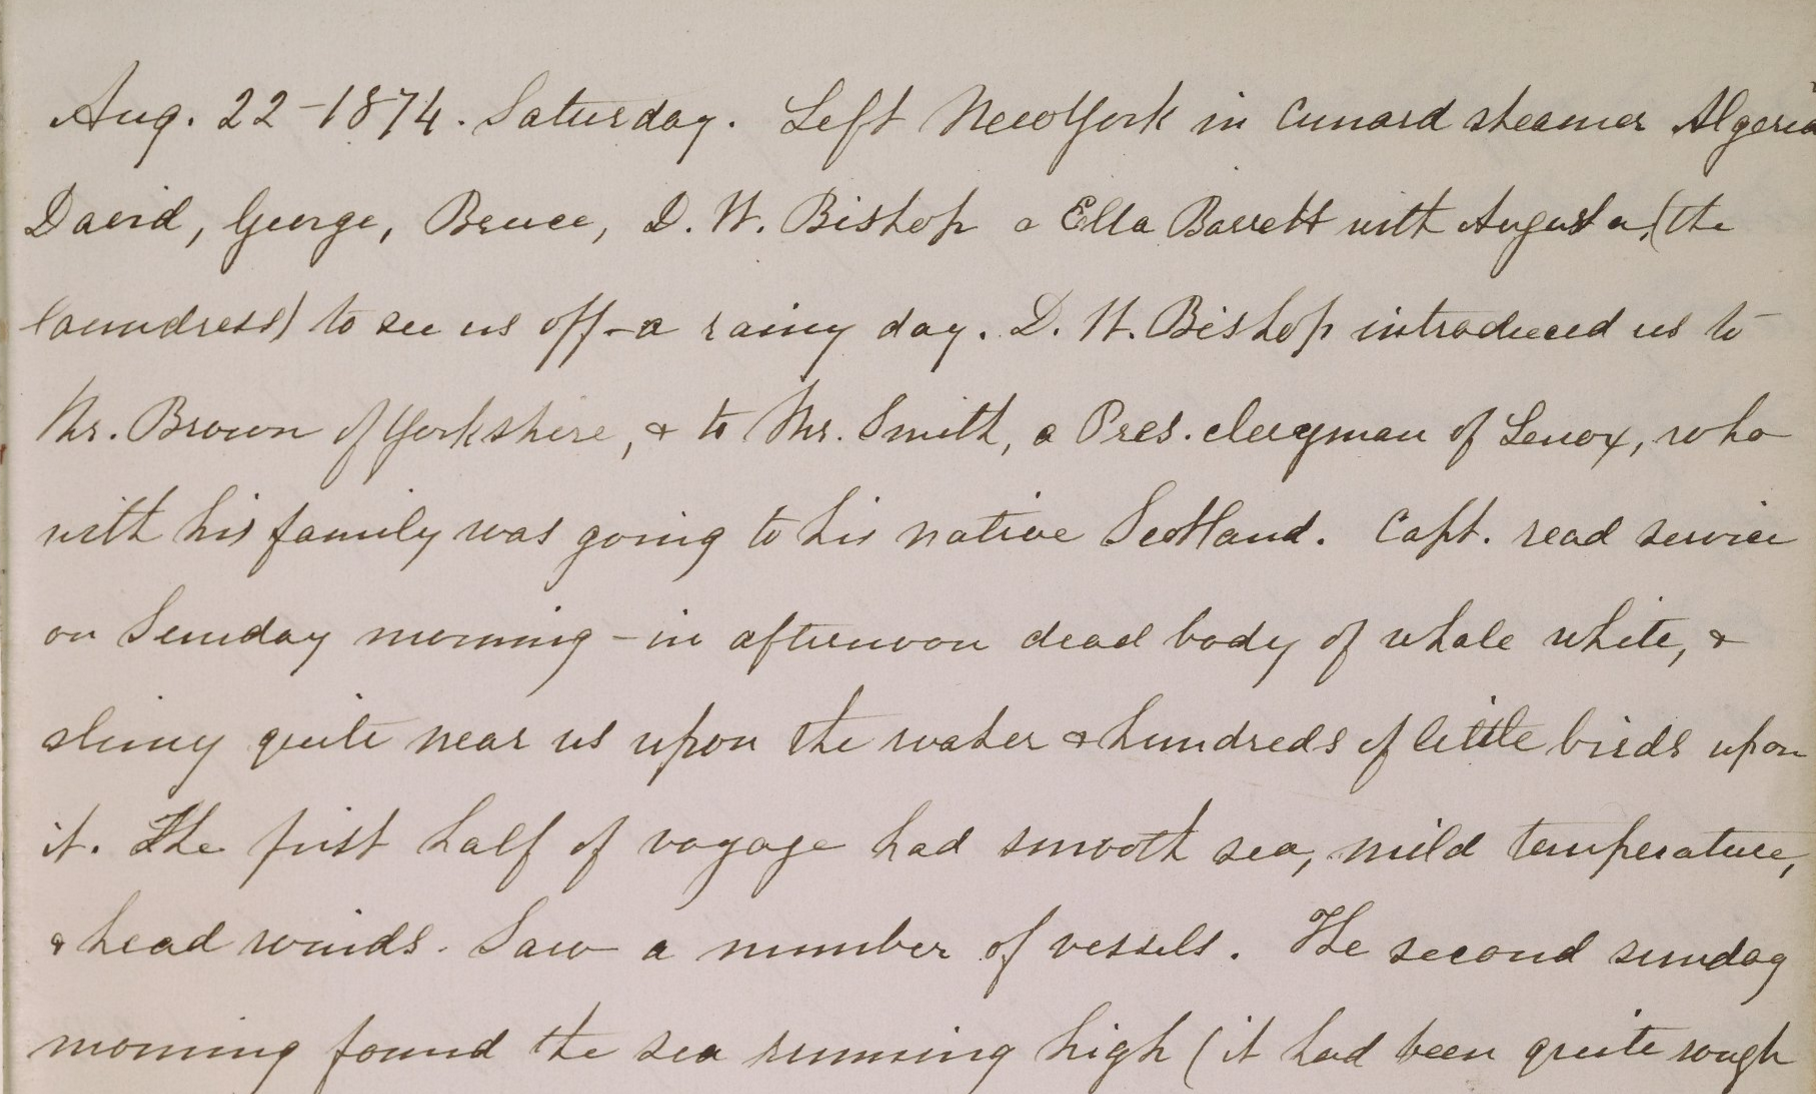 Aug. 22-1874. Saturday. Left New York in Cunard steamer Algeria
David, George, Bruce, D. W. Bishop & Ella Barrett with Augusta, (the
laundress) to see us off - a rainy day. D. W. Bishop introduced us to
Mr. Brown of Yorkshire, & to Mr. Smith, a Pres. clergyman of Lenox, who
with his family was going to his native Scotland. Capt. read service
on Sunday morning - in afternoon dead body of whale white, &
slimy quite near us upon the water & hundreds of little birds upon
it. The first half of voyage had smooth sea, mild temperature,
& head winds. Saw a number of vessels. The second sunday
morning found the sea running high (it had been quite rough